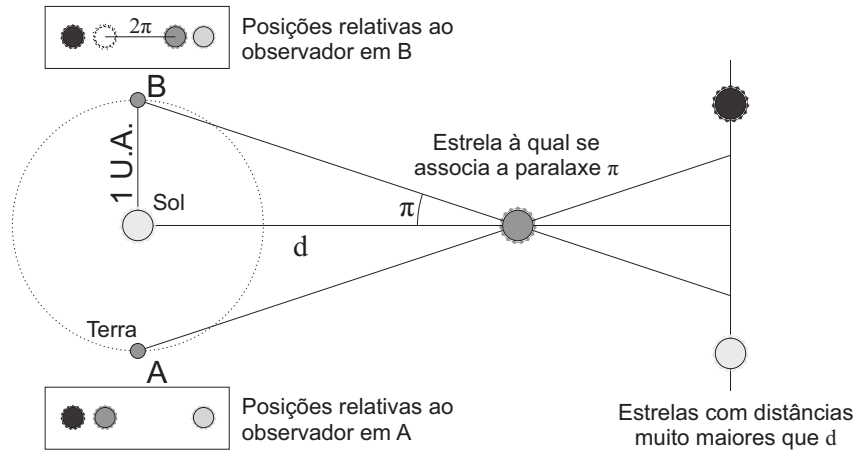 2π
Posições relativas ao
observador em B
B
1 U.A.
Sol
Estrela à qual se
associa a paralaxe π
π
d
Terra
A
Posições relativas ao
observador em A
Estrelas com distâncias
muito maiores que d